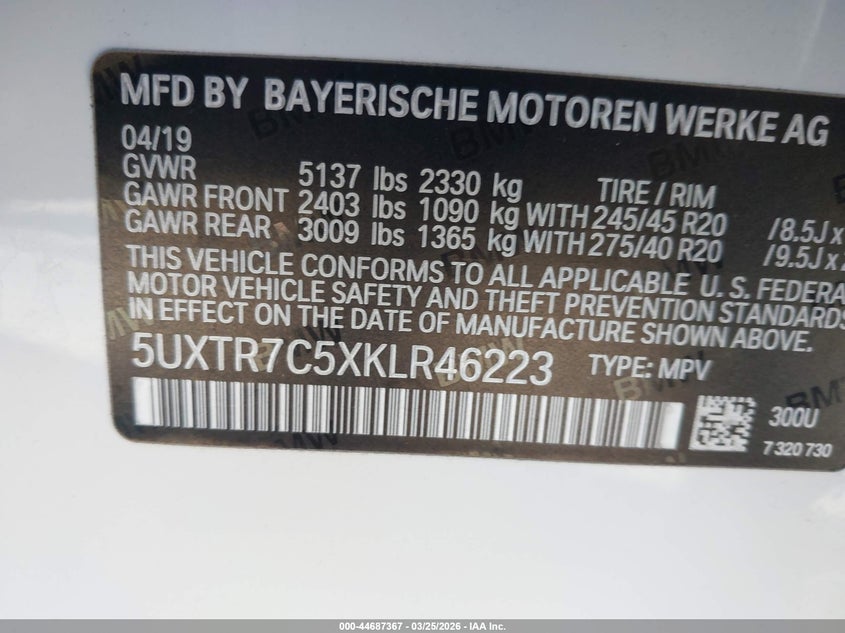 MFD BY BAYERISCHE MOTOREN WERKE AG
04/19
GVWR 5137 lbs 2330 kg TIRE / RIM
GAWR FRONT 2403 lbs 1090 kg WITH 245/45 R20 /8.5J x
GAWR REAR 3009 lbs 1365 kg WITH 275/40 R20 /9.5J x
THIS VEHICLE CONFORMS TO ALL APPLICABLE U. S. FEDERA
MOTOR VEHICLE SAFETY AND THEFT PREVENTION STANDARDS
IN EFFECT ON THE DATE OF MANUFACTURE SHOWN ABOVE.
5UXTR7C5XKLR46223 TYPE: MPV
300U
7 320 730
000-44687367 | 03/25/2026 - IAA Inc.